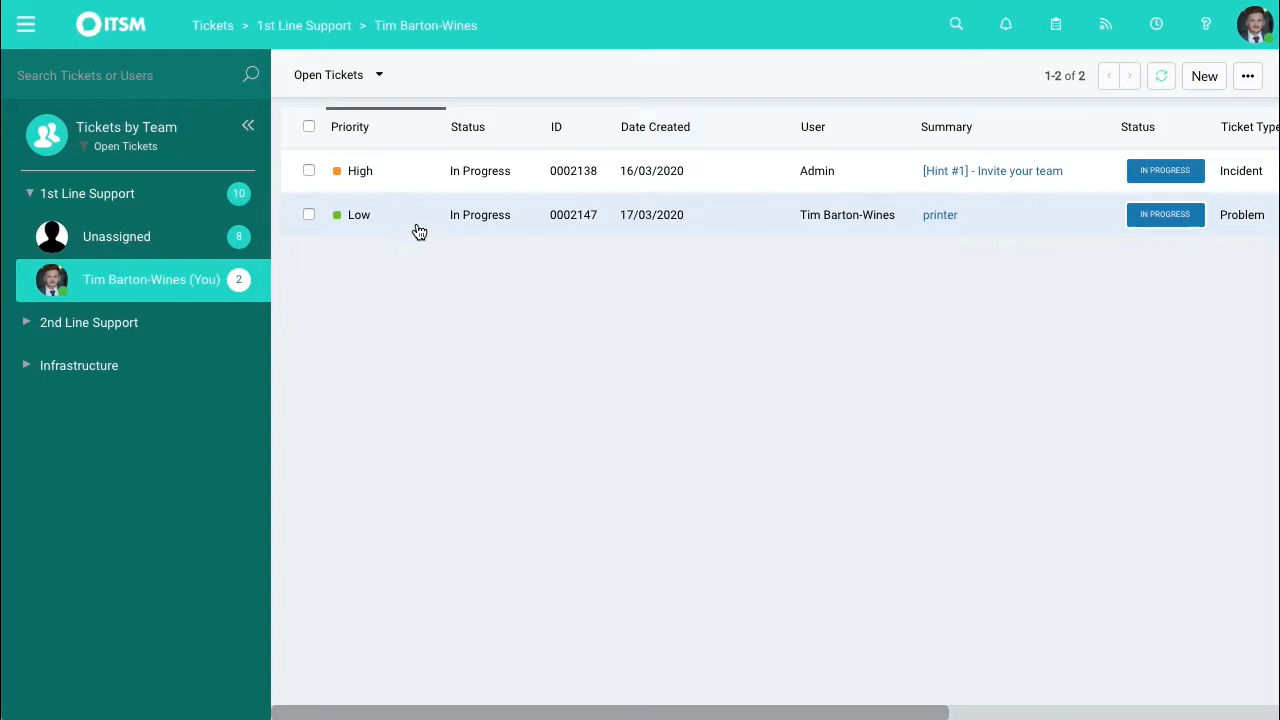 ITSM Tickets > 1st Line Support > Tim Barton-Wines
Search Tickets or Users
Open Tickets 1-2 of 2 New
Tickets by Team
Open Tickets
1st Line Support 10
Unassigned 8
Tim Barton-Wines (You) 2
2nd Line Support
Infrastructure
Priority Status ID Date Created User Summary Status Ticket Type
High In Progress 0002138 16/03/2020 Admin [Hint #1] - Invite your team IN PROGRESS Incident
Low In Progress 0002147 17/03/2020 Tim Barton-Wines printer IN PROGRESS Problem